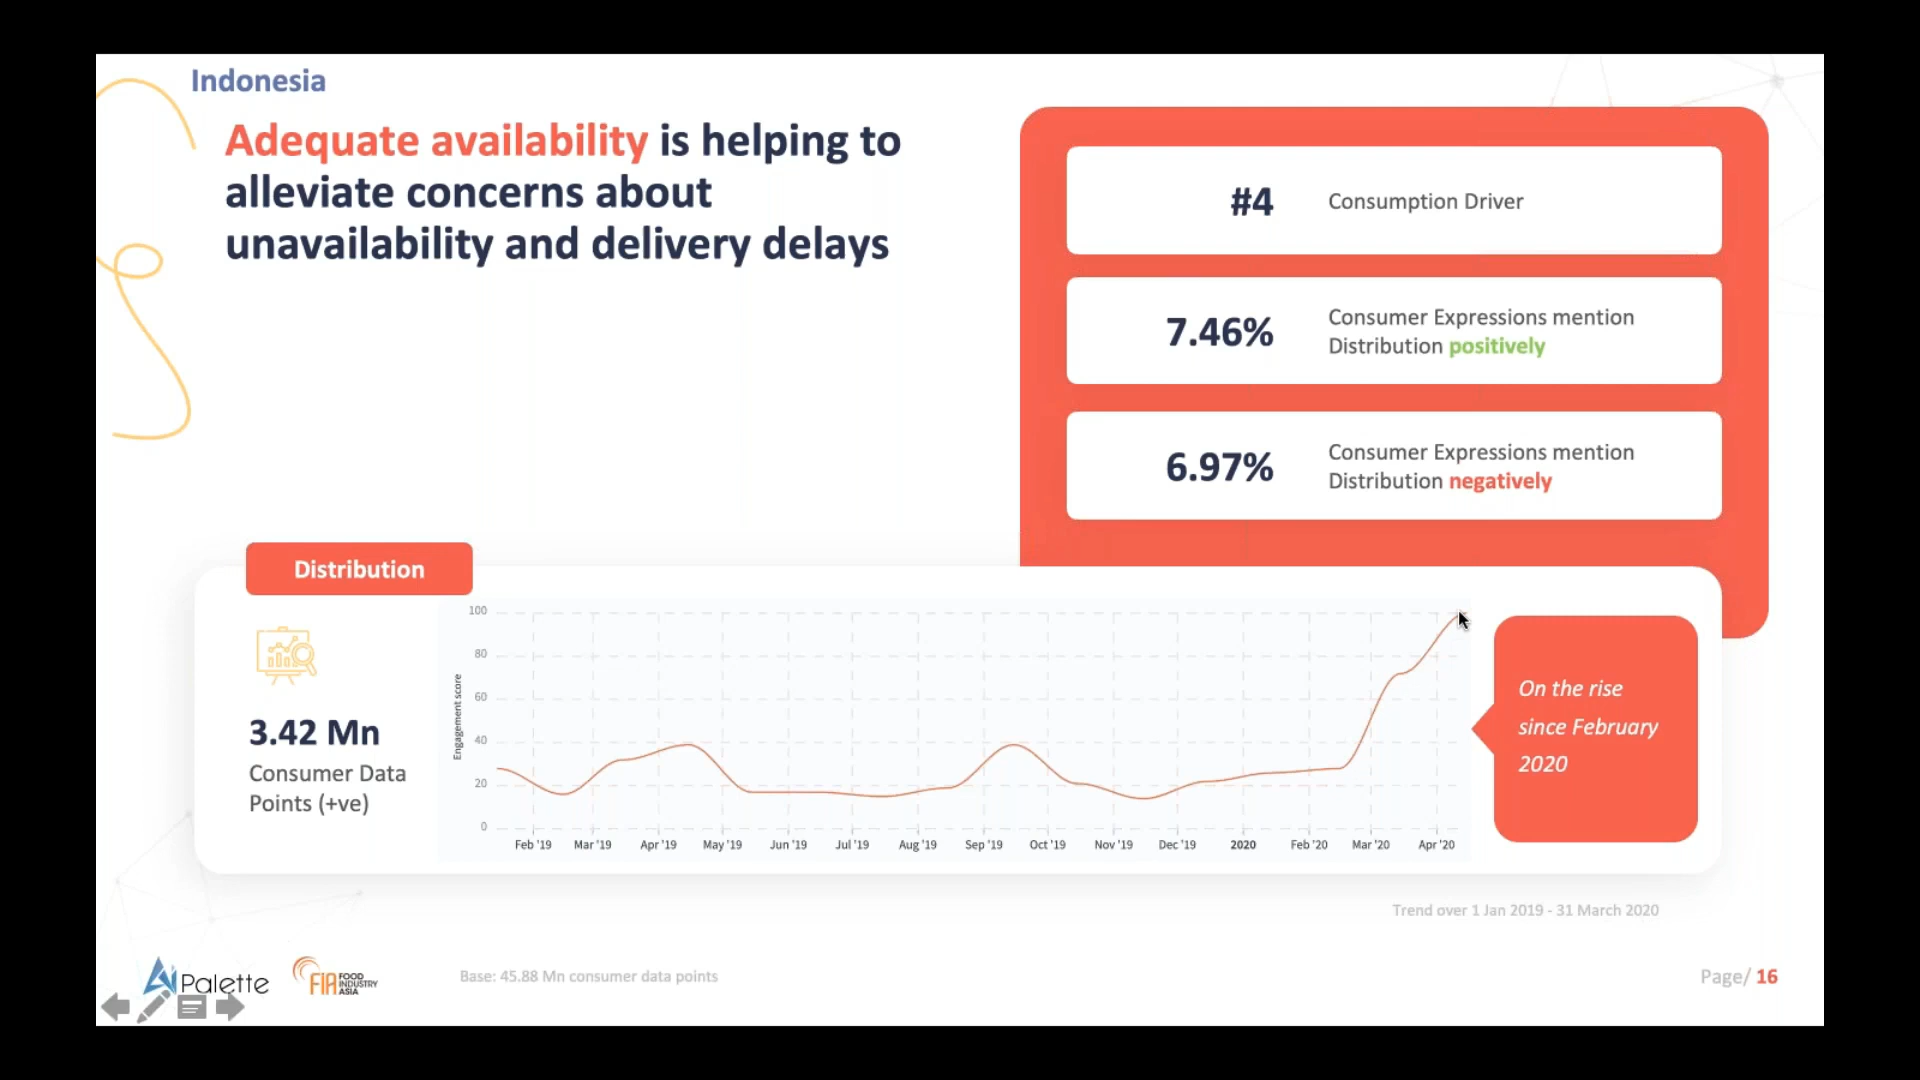 Indonesia
Adequate availability is helping to
alleviate concerns about
unavailability and delivery delays
#4
Consumption Driver
7.46%
Consumer Expressions mention
Distribution positively
6.97%
Consumer Expressions mention
Distribution negatively
Distribution
3.42 Mn
Consumer Data
Points (+ve)
Engagement score
100
80
60
40
20
0
Feb '19 Mar '19 Apr '19 May '19 Jun '19 Jul '19 Aug '19 Sep '19 Oct '19 Nov '19 Dec '19 2020 Feb '20 Mar '20 Apr '20
On the rise
since February
2020
Trend over 1 Jan 2019 - 31 March 2020
Ai Palette
FIA FOOD
INDUSTRY
ASIA
Base: 45.88 Mn consumer data points
Page/ 16